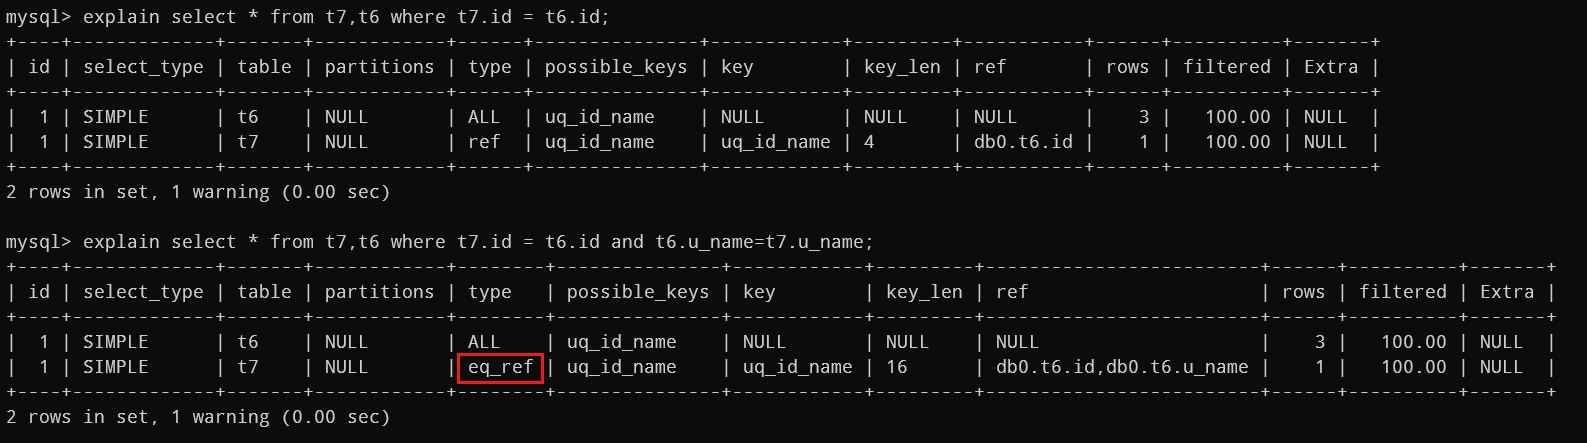 mysql> explain select * from t7,t6 where t7.id = t6.id;
+----+-------------+-------+------------+------+---------------+------------+---------+-----------+------+----------+-------+
| id | select_type | table | partitions | type | possible_keys | key        | key_len | ref       | rows | filtered | Extra |
+----+-------------+-------+------------+------+---------------+------------+---------+-----------+------+----------+-------+
|  1 | SIMPLE      | t6    | NULL       | ALL  | uq_id_name    | NULL       | NULL    | NULL      |    3 |   100.00 | NULL  |
|  1 | SIMPLE      | t7    | NULL       | ref  | uq_id_name    | uq_id_name | 4       | db0.t6.id |    1 |   100.00 | NULL  |
+----+-------------+-------+------------+------+---------------+------------+---------+-----------+------+----------+-------+
2 rows in set, 1 warning (0.00 sec)

mysql> explain select * from t7,t6 where t7.id = t6.id and t6.u_name=t7.u_name;
+----+-------------+-------+------------+--------+---------------+------------+---------+-------------------------+------+----------+-------+
| id | select_type | table | partitions | type   | possible_keys | key        | key_len | ref                     | rows | filtered | Extra |
+----+-------------+-------+------------+--------+---------------+------------+---------+-------------------------+------+----------+-------+
|  1 | SIMPLE      | t6    | NULL       | ALL    | uq_id_name    | NULL       | NULL    | NULL                    |    3 |   100.00 | NULL  |
|  1 | SIMPLE      | t7    | NULL       | eq_ref | uq_id_name    | uq_id_name | 16      | db0.t6.id,db0.t6.u_name |    1 |   100.00 | NULL  |
+----+-------------+-------+------------+--------+---------------+------------+---------+-------------------------+------+----------+-------+
2 rows in set, 1 warning (0.00 sec)